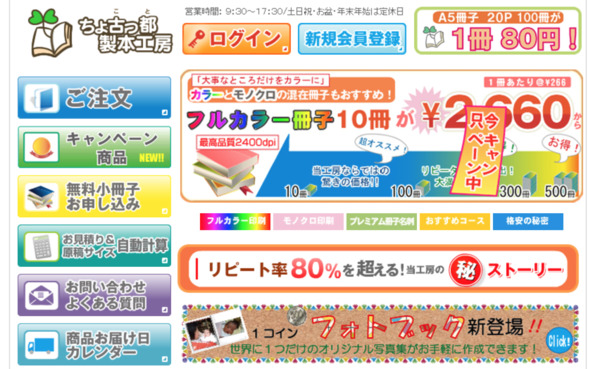 ちょ古っ都
こと
製本工房
営業時間: 9:30～17:30/土日祝・お盆・年末年始は定休日
ログイン
新規会員登録
A5冊子 20P 100冊が
1冊 80円!
ご注文
キャンペーン
商品 NEW!!
無料小冊子
お申し込み
お見積り&
原稿サイズ 自動計算
お問い合わせ
よくある質問
商品お届け日
カレンダー
「大事なところだけをカラーに」
カラーとモノクロの混在冊子もおすすめ!
1冊あたり@¥266
フルカラー冊子10冊が ¥2,660から
最高品質2400dpi
今キャンペーン中
只
超オススメ!
お得!
当工房ならではの
驚きの価格!!
10冊
100冊
300冊
500冊
フルカラー印刷
モノクロ印刷
プレミアム冊子名刺
おすすめコース
格安の秘密
リピート率80%を超える!当工房の㊙ストーリー
1コイン フォトブック 新登場!!
世界に1つだけのオリジナル写真集がお手軽に作成できます!
Click!